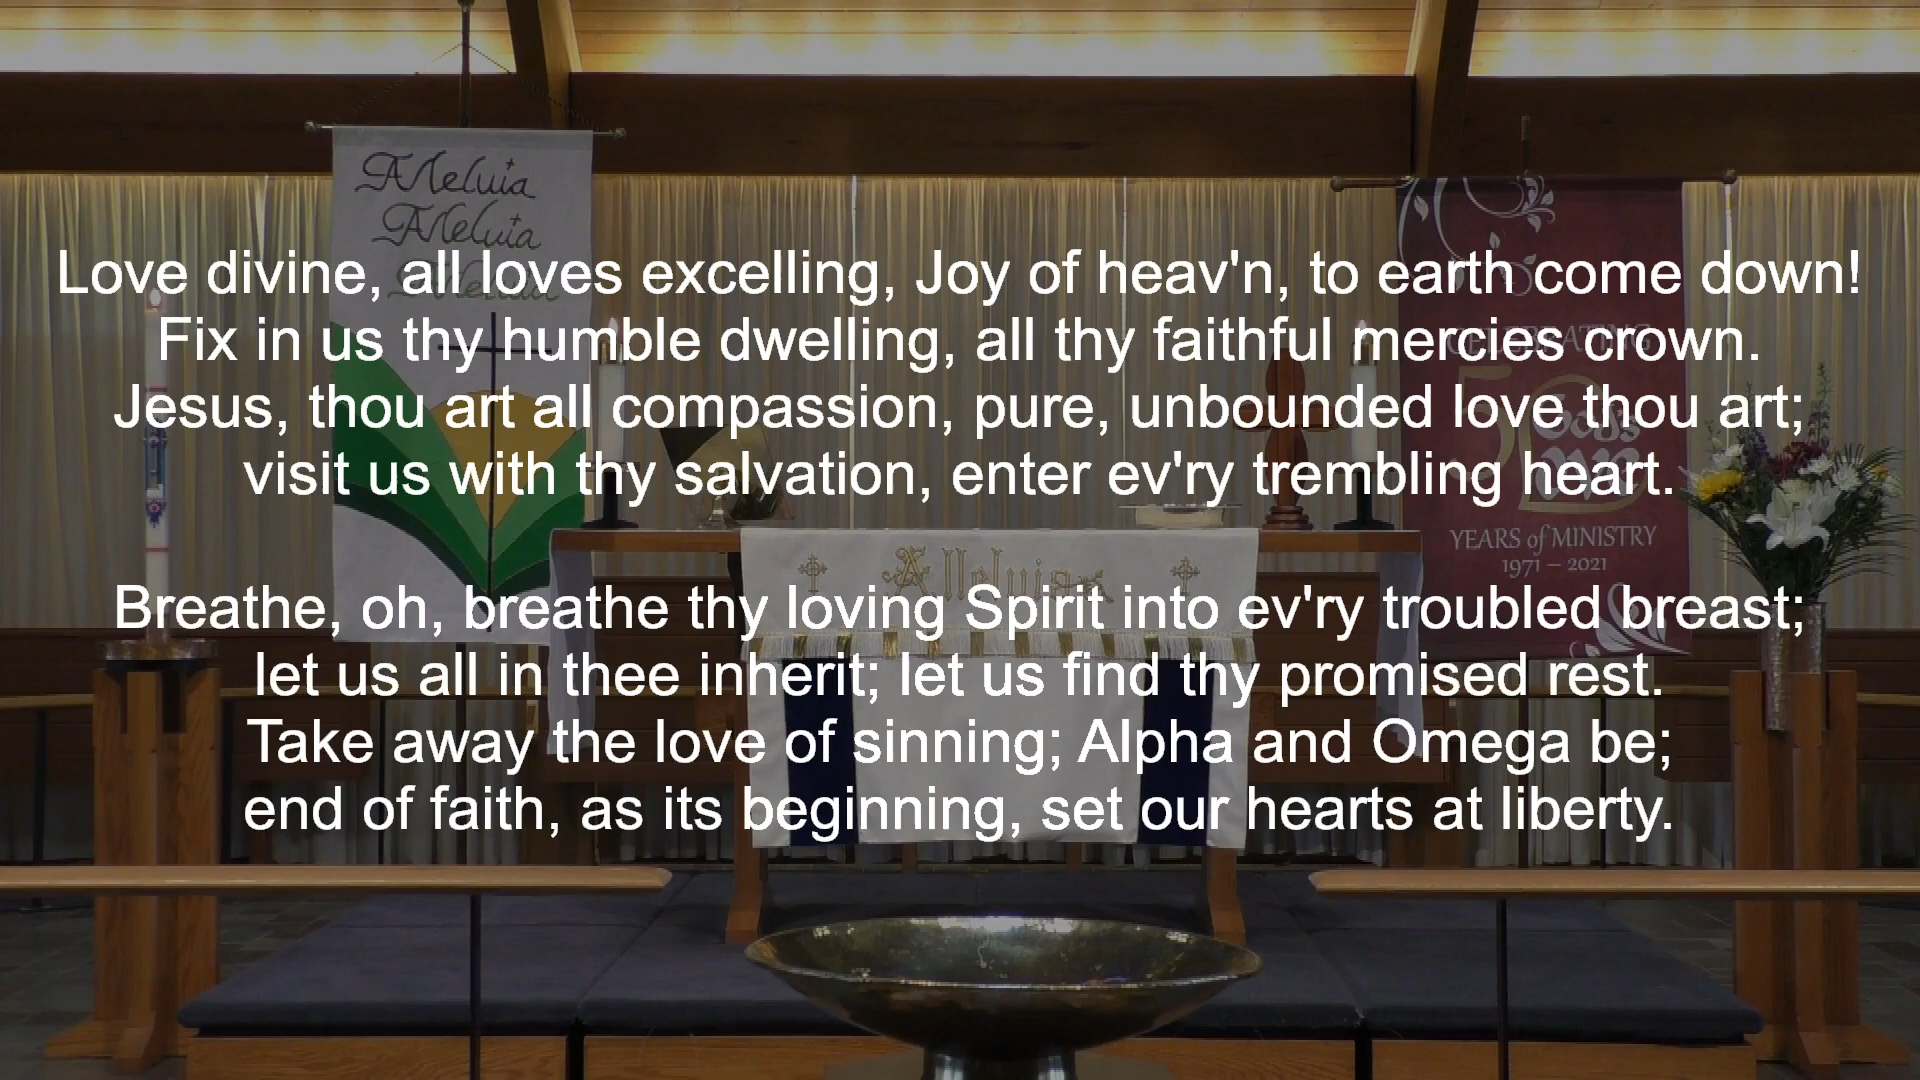 Alleluia
Alleluia
Alleluia
Love divine, all loves excelling, Joy of heav'n, to earth come down!
Fix in us thy humble dwelling, all thy faithful mercies crown.
Jesus, thou art all compassion, pure, unbounded love thou art;
visit us with thy salvation, enter ev'ry trembling heart.
CELEBRATING
50
YEARS of MINISTRY
1971 – 2021
Alleluia
Breathe, oh, breathe thy loving Spirit into ev'ry troubled breast;
let us all in thee inherit; let us find thy promised rest.
Take away the love of sinning; Alpha and Omega be;
end of faith, as its beginning, set our hearts at liberty.